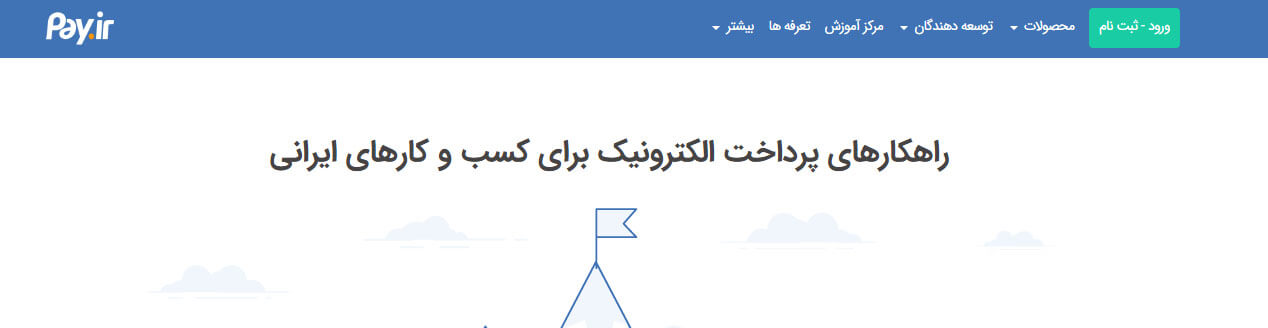 ورود - ثبت نام محصولات توسعه دهندگان مرکز آموزش تعرفه ها بیشتر Pay.ir
راهکارهای پرداخت الکترونیک برای کسب و کارهای ایرانی